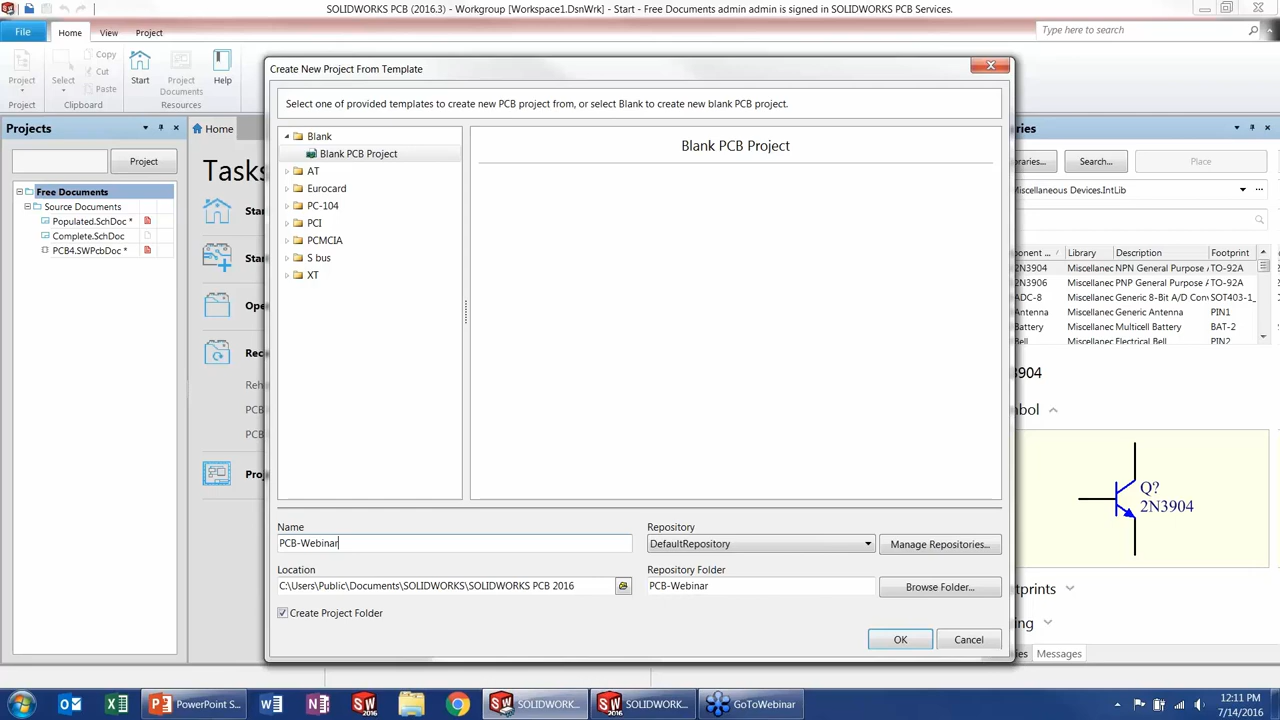 SOLIDWORKS PCB (2016.3) - Workgroup [Workspace1.DsnWrk] - Start - Free Documents admin admin is signed in SOLIDWORKS PCB Services.
File Home View Project
Type here to search
Project Select Copy Cut Paste Start Project Documents Help
Project Clipboard Resources
Projects
Project
Free Documents
Source Documents
Populated.SchDoc *
Complete.SchDoc
PCB4.SWPcbDoc *
Home
Tasks
Create New Project From Template
Select one of provided templates to create new PCB project from, or select Blank to create new blank PCB project.
Blank
Blank PCB Project
AT
Eurocard
PC-104
PCI
PCMCIA
S bus
XT
Blank PCB Project
Name
PCB-Webinar
Location
C:\Users\Public\Documents\SOLIDWORKS\SOLIDWORKS PCB 2016
Create Project Folder
Repository
DefaultRepository
Manage Repositories...
Repository Folder
PCB-Webinar
Browse Folder...
OK Cancel
Search... Place
Miscellaneous Devices.IntLib
Library Description Footprint
2N3904 Miscellanec NPN General Purpose A TO-92A
2N3906 Miscellanec PNP General Purpose A TO-92A
ADC-8 Miscellanec Generic 8-Bit A/D Con SOT403-1_
Antenna Miscellanec Generic Antenna PIN1
Battery Miscellanec Multicell Battery BAT-2
Bell Miscellanec Electrical Bell PIN2
Q?
2N3904
Messages
PowerPoint S...
SOLIDWORK...
SOLIDWORK...
GoToWebinar
12:11 PM
7/14/2016